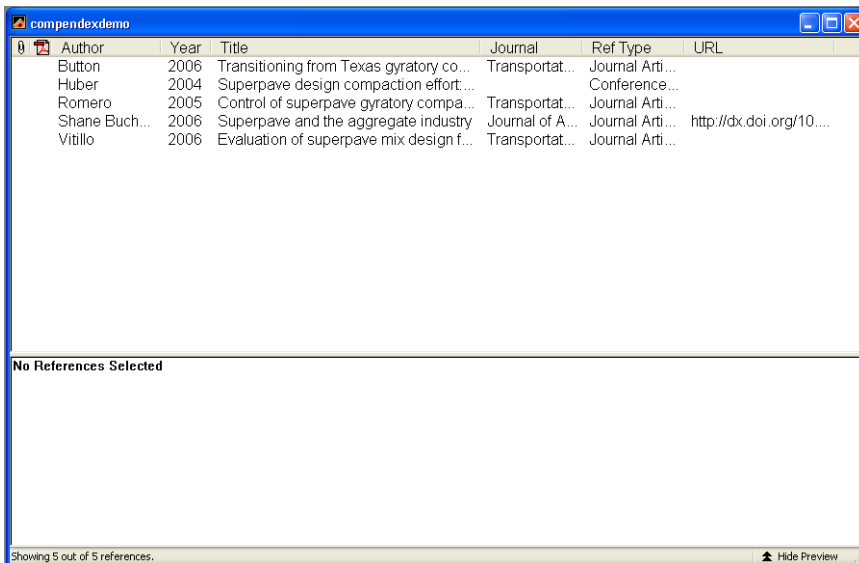 compendexdemo
Author Year Title Journal Ref Type URL
Button 2006 Transitioning from Texas gyratory co... Transportat... Journal Arti...
Huber 2004 Superpave design compaction effort:... Conference...
Romero 2005 Control of superpave gyratory compa... Transportat... Journal Arti...
Shane Buch... 2006 Superpave and the aggregate industry Journal of A... Journal Arti... http://dx.doi.org/10....
Vitillo 2006 Evaluation of superpave mix design f... Transportat... Journal Arti...
No References Selected
Showing 5 out of 5 references. Hide Preview